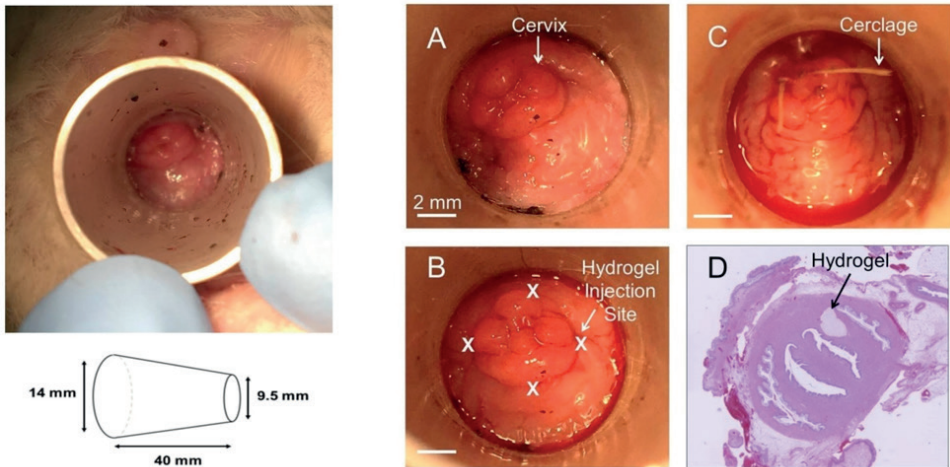 14 mm
9.5 mm
40 mm
A
Cervix
2 mm
B
Hydrogel
Injection
Site
X
X
X
X
C
Cerclage
D
Hydrogel